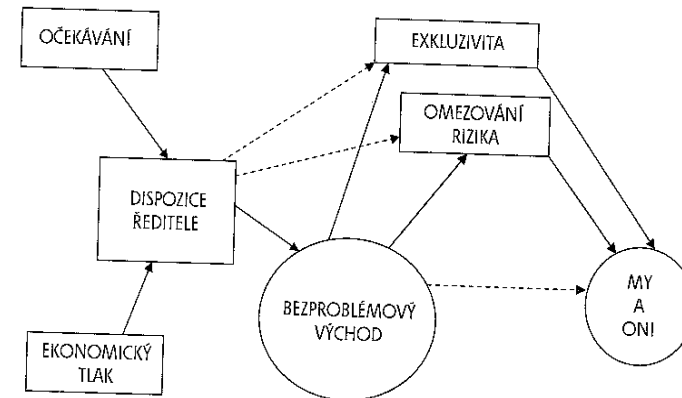 OČEKÁVÁNÍ
EXKLUZIVITA
OMEZOVÁNÍ
RIZIKA
DISPOZICE
ŘEDITELE
BEZPROBLÉMOVÝ
VÝCHOD
MY
A
ONI
EKONOMICKÝ
TLAK